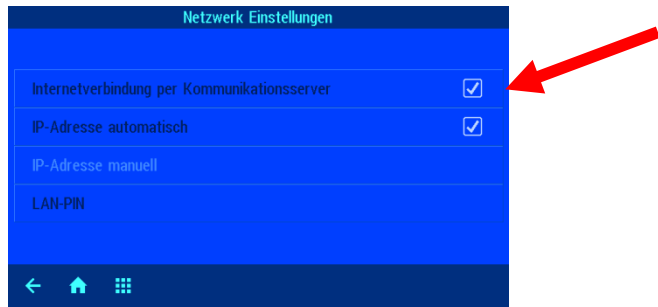 Netzwerk Einstellungen
Internetverbindung per Kommunikationsserver
IP-Adresse automatisch
IP-Adresse manuell
LAN-PIN